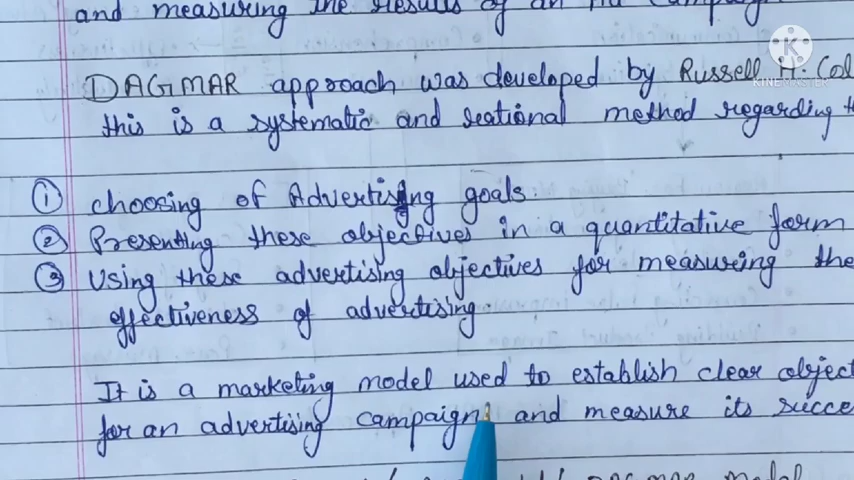 and measuring the results of an Ad Campaign
DAGMAR approach was developed by Russell H. Col
this is a systematic and rational method regarding th
① choosing of Advertising goals.
② Presenting these objectives in a quantitative form
③ Using these advertising objectives for measuring the
effectiveness of advertising.
It is a marketing model used to establish clear object
for an advertising campaign and measure its succe
model
KINEMASTER